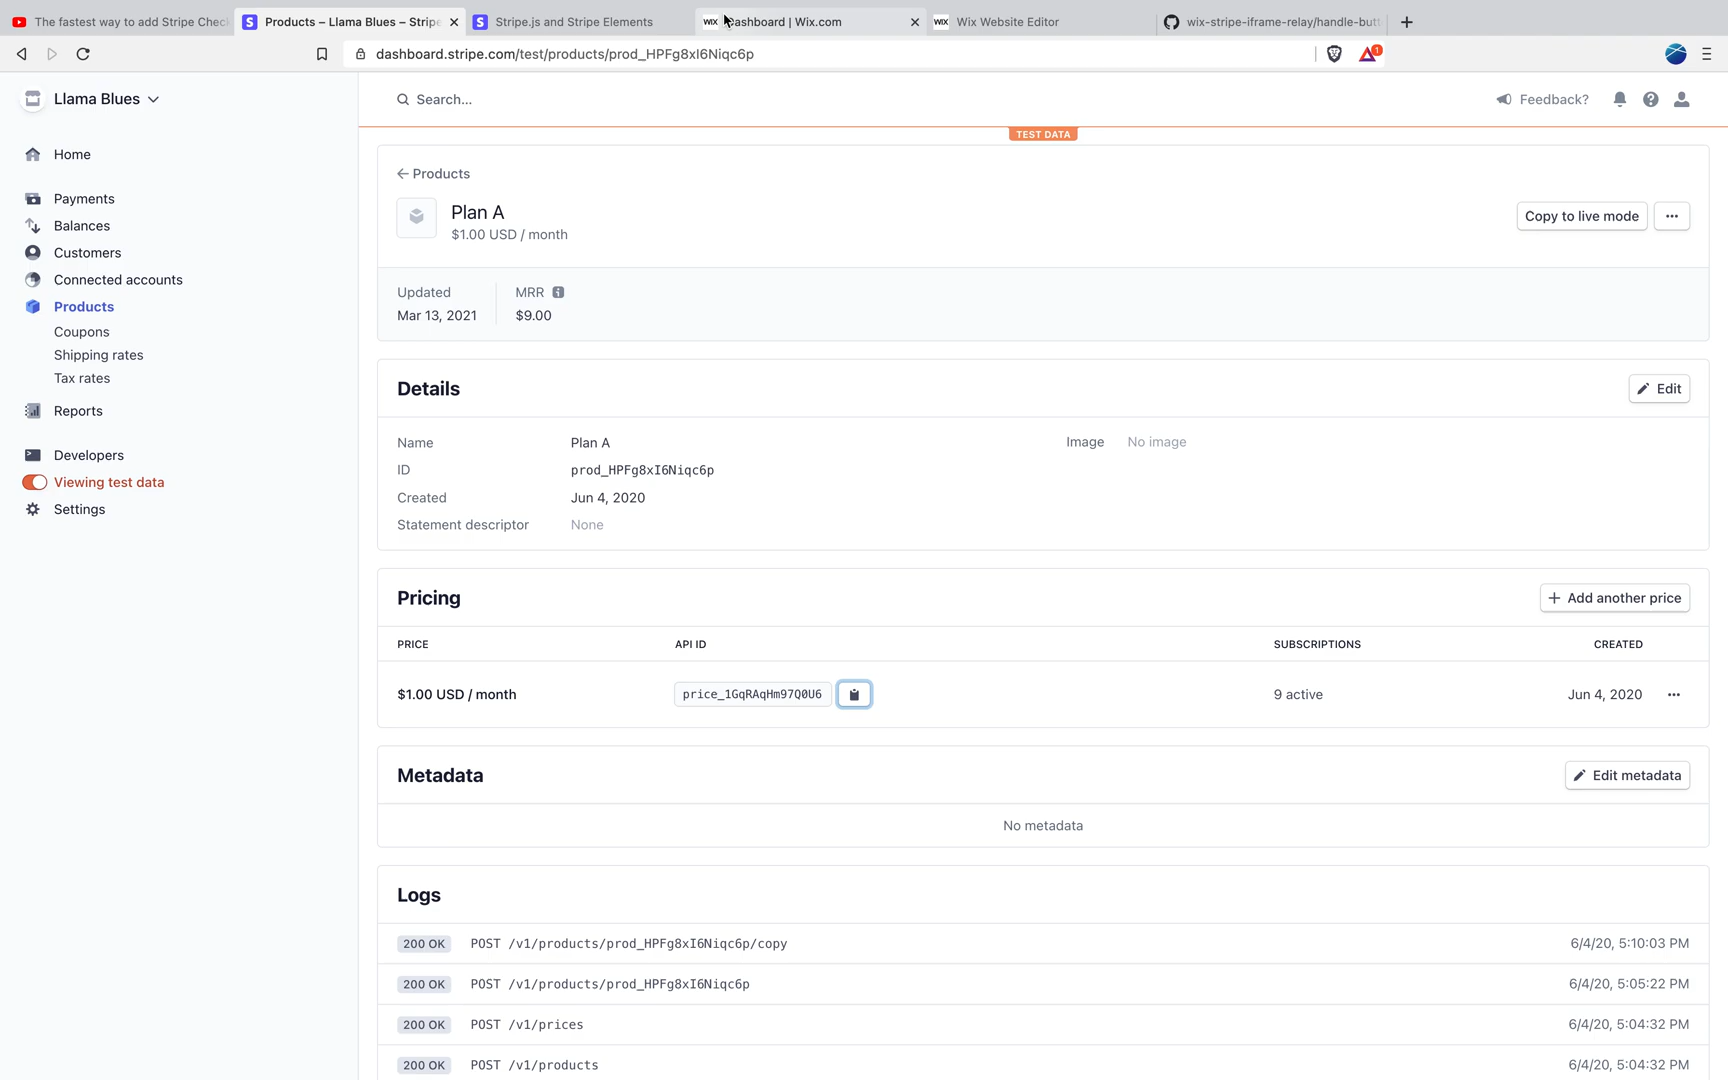 The fastest way to add Stripe Chec
Products – Llama Blues – Stripe
Stripe.js and Stripe Elements
WIX Dashboard | Wix.com
WIX Wix Website Editor
wix-stripe-iframe-relay/handle-butt
dashboard.stripe.com/test/products/prod_HPFg8xI6Niqc6p
1
Llama Blues
Search...
Feedback?
TEST DATA
Home
Payments
Balances
Customers
Connected accounts
Products
Coupons
Shipping rates
Tax rates
Reports
Developers
Viewing test data
Settings
Products
Plan A
$1.00 USD / month
Copy to live mode
Updated
MRR
Mar 13, 2021
$9.00
Details
Edit
Name Plan A
Image No image
ID prod_HPFg8xI6Niqc6p
Created Jun 4, 2020
Statement descriptor None
Pricing
Add another price
PRICE API ID SUBSCRIPTIONS CREATED
$1.00 USD / month price_1GqRAqHm97Q0U6 9 active Jun 4, 2020
Metadata
Edit metadata
No metadata
Logs
200 OK POST /v1/products/prod_HPFg8xI6Niqc6p/copy 6/4/20, 5:10:03 PM
200 OK POST /v1/products/prod_HPFg8xI6Niqc6p 6/4/20, 5:05:22 PM
200 OK POST /v1/prices 6/4/20, 5:04:32 PM
200 OK POST /v1/products 6/4/20, 5:04:32 PM